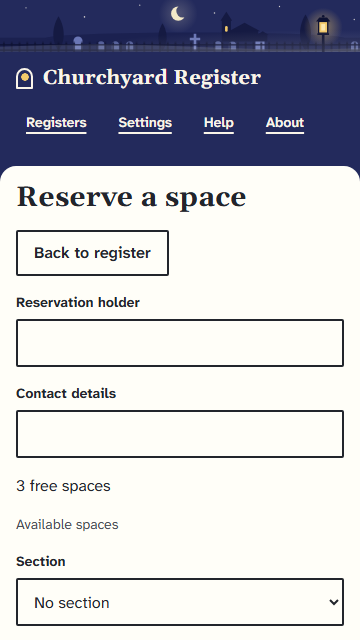 Churchyard Register
Registers Settings Help About
Reserve a space
Back to register
Reservation holder
Contact details
3 free spaces
Available spaces
Section
No section